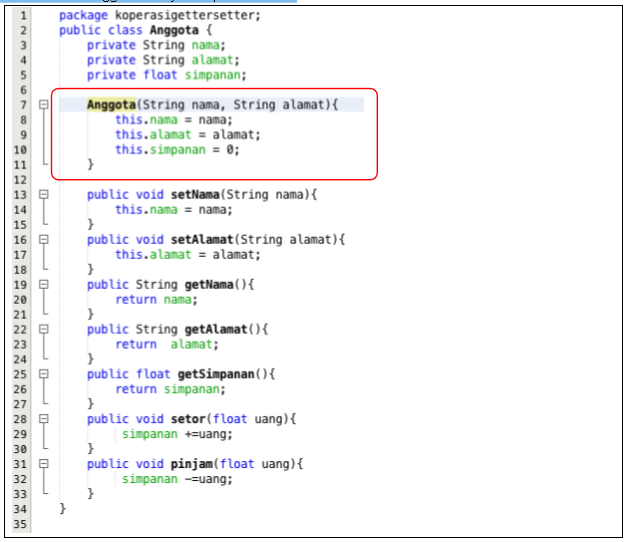 1 package koperasigettersetter;
2 public class Anggota {
3 private String nama;
4 private String alamat;
5 private float simpanan;
6
7 Anggota(String nama, String alamat){
8 this.nama = nama;
9 this.alamat = alamat;
10 this.simpanan = 0;
11 }
12
13 public void setNama(String nama){
14 this.nama = nama;
15 }
16 public void setAlamat(String alamat){
17 this.alamat = alamat;
18 }
19 public String getNama(){
20 return nama;
21 }
22 public String getAlamat(){
23 return  alamat;
24 }
25 public float getSimpanan(){
26 return simpanan;
27 }
28 public void setor(float uang){
29 simpanan +=uang;
30 }
31 public void pinjam(float uang){
32 simpanan -=uang;
33 }
34 }
35